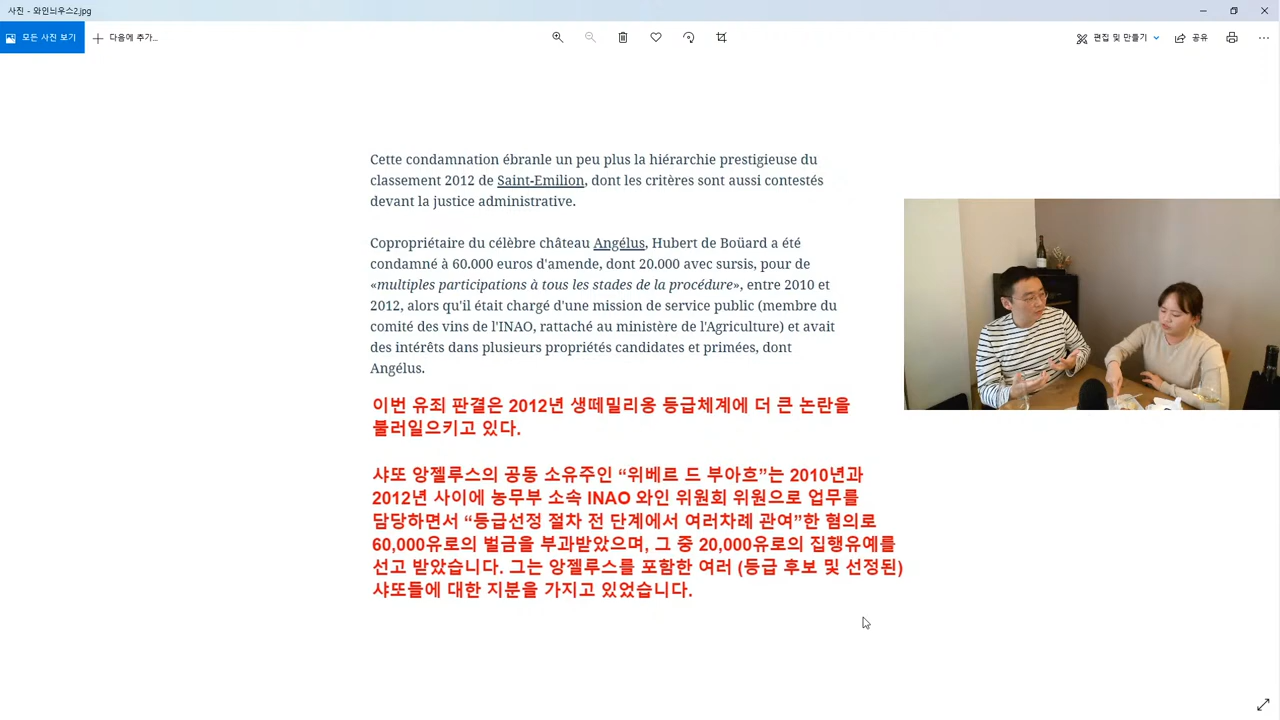 사진 - 와인늬우스2.jpg
모든 사진 보기
다음에 추가...
편집 및 만들기
공유
Cette condamnation ébranle un peu plus la hiérarchie prestigieuse du
classement 2012 de Saint-Emilion, dont les critères sont aussi contestés
devant la justice administrative.
Copropriétaire du célèbre château Angélus, Hubert de Boüard a été
condamné à 60.000 euros d'amende, dont 20.000 avec sursis, pour de
«multiples participations à tous les stades de la procédure», entre 2010 et
2012, alors qu'il était chargé d'une mission de service public (membre du
comité des vins de l'INAO, rattaché au ministère de l'Agriculture) et avait
des intérêts dans plusieurs propriétés candidates et primées, dont
Angélus.
이번 유죄 판결은 2012년 생떼밀리옹 등급체계에 더 큰 논란을
불러일으키고 있다.
샤또 앙젤루스의 공동 소유주인 “위베르 드 부아흐”는 2010년과
2012년 사이에 농무부 소속 INAO 와인 위원회 위원으로 업무를
담당하면서 “등급선정 절차 전 단계에서 여러차례 관여”한 혐의로
60,000유로의 벌금을 부과받았으며, 그 중 20,000유로의 집행유예를
선고 받았습니다. 그는 앙젤루스를 포함한 여러 (등급 후보 및 선정된)
샤또들에 대한 지분을 가지고 있었습니다.